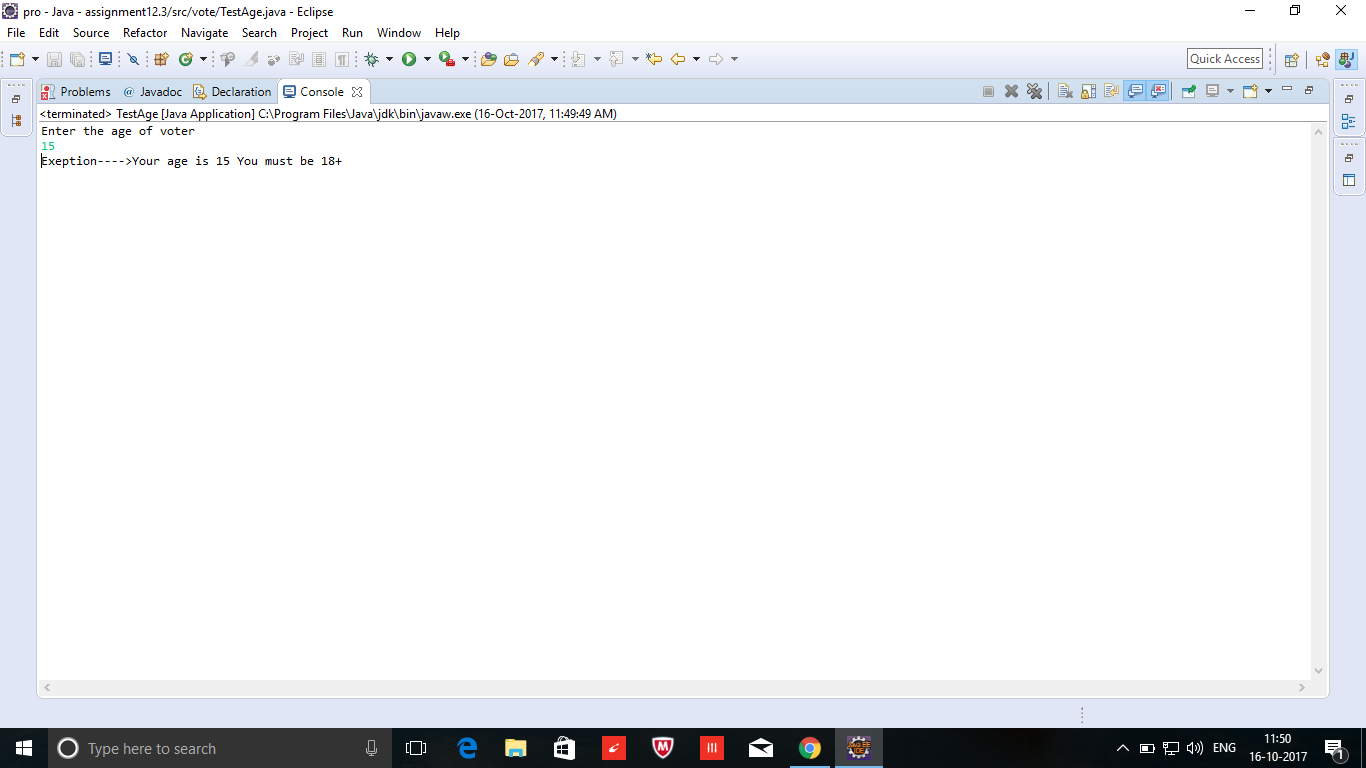 pro - Java - assignment12.3/src/vote/TestAge.java - Eclipse
File Edit Source Refactor Navigate Search Project Run Window Help
Quick Access
Problems @ Javadoc Declaration Console
<terminated> TestAge [Java Application] C:\Program Files\Java\jdk\bin\javaw.exe (16-Oct-2017, 11:49:49 AM)
Enter the age of voter
15
Exeption---->Your age is 15 You must be 18+
Type here to search
ENG
11:50
16-10-2017
1